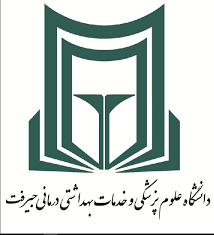 دانشگاه علوم پزشکی و خدمات بهداشتی درمانی جیرفت